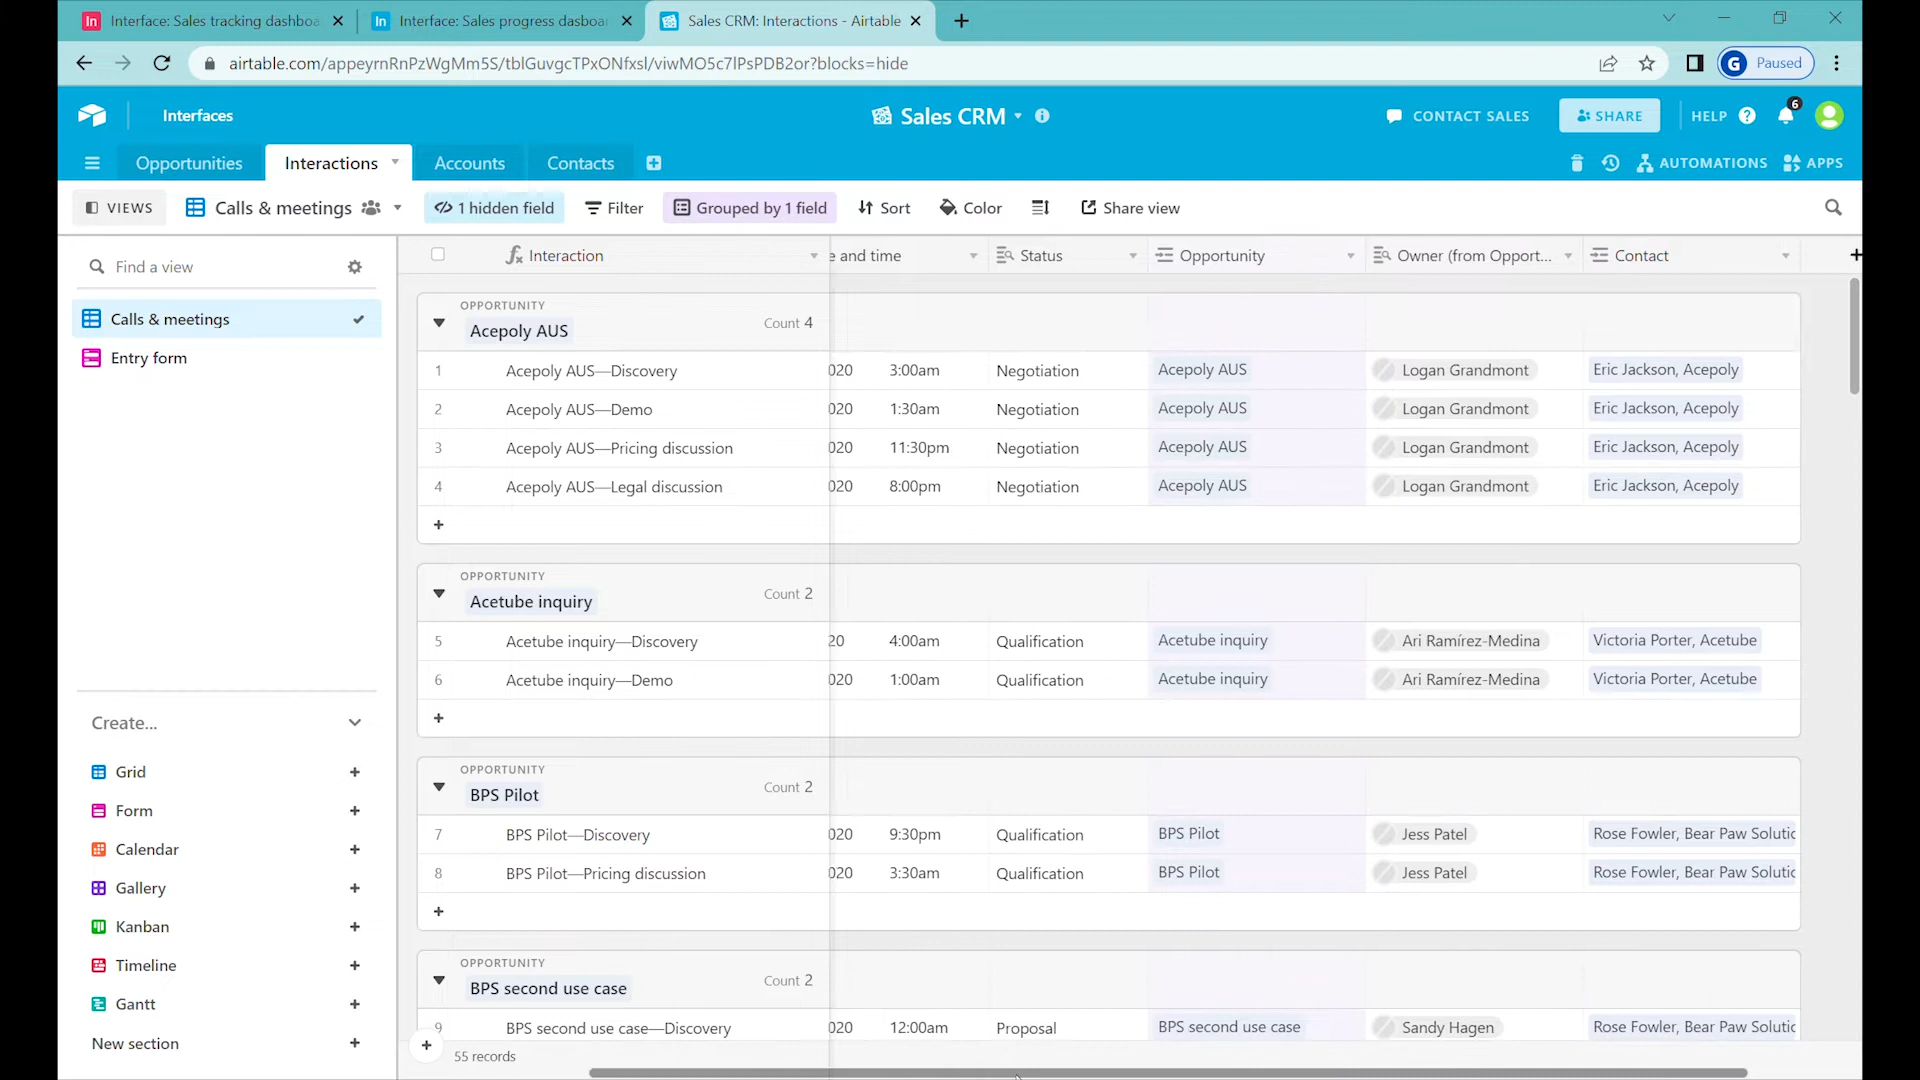 Interface: Sales tracking dashboa
Interface: Sales progress dasboar
Sales CRM: Interactions - Airtable
airtable.com/appeyrnRnPzWgMm5S/tblGuvgcTPxONfxsl/viwMO5c7lPsPDB2or?blocks=hide
G Paused
Interfaces
Sales CRM
CONTACT SALES
SHARE
HELP
6
Opportunities
Interactions
Accounts
Contacts
AUTOMATIONS
APPS
VIEWS
Calls & meetings
1 hidden field
Filter
Grouped by 1 field
Sort
Color
Share view
Find a view
Calls & meetings
Entry form
Create...
Grid
Form
Calendar
Gallery
Kanban
Timeline
Gantt
New section
Interaction e and time Status Opportunity Owner (from Opport... Contact
OPPORTUNITY
Acepoly AUS Count 4
1 Acepoly AUS—Discovery 020 3:00am Negotiation Acepoly AUS Logan Grandmont Eric Jackson, Acepoly
2 Acepoly AUS—Demo 020 1:30am Negotiation Acepoly AUS Logan Grandmont Eric Jackson, Acepoly
3 Acepoly AUS—Pricing discussion 020 11:30pm Negotiation Acepoly AUS Logan Grandmont Eric Jackson, Acepoly
4 Acepoly AUS—Legal discussion 020 8:00pm Negotiation Acepoly AUS Logan Grandmont Eric Jackson, Acepoly
OPPORTUNITY
Acetube inquiry Count 2
5 Acetube inquiry—Discovery 20 4:00am Qualification Acetube inquiry Ari Ramírez-Medina Victoria Porter, Acetube
6 Acetube inquiry—Demo 020 1:00am Qualification Acetube inquiry Ari Ramírez-Medina Victoria Porter, Acetube
OPPORTUNITY
BPS Pilot Count 2
7 BPS Pilot—Discovery 020 9:30pm Qualification BPS Pilot Jess Patel Rose Fowler, Bear Paw Solutic
8 BPS Pilot—Pricing discussion 020 3:30am Qualification BPS Pilot Jess Patel Rose Fowler, Bear Paw Solutic
OPPORTUNITY
BPS second use case Count 2
9 BPS second use case—Discovery 020 12:00am Proposal BPS second use case Sandy Hagen Rose Fowler, Bear Paw Solutic
55 records